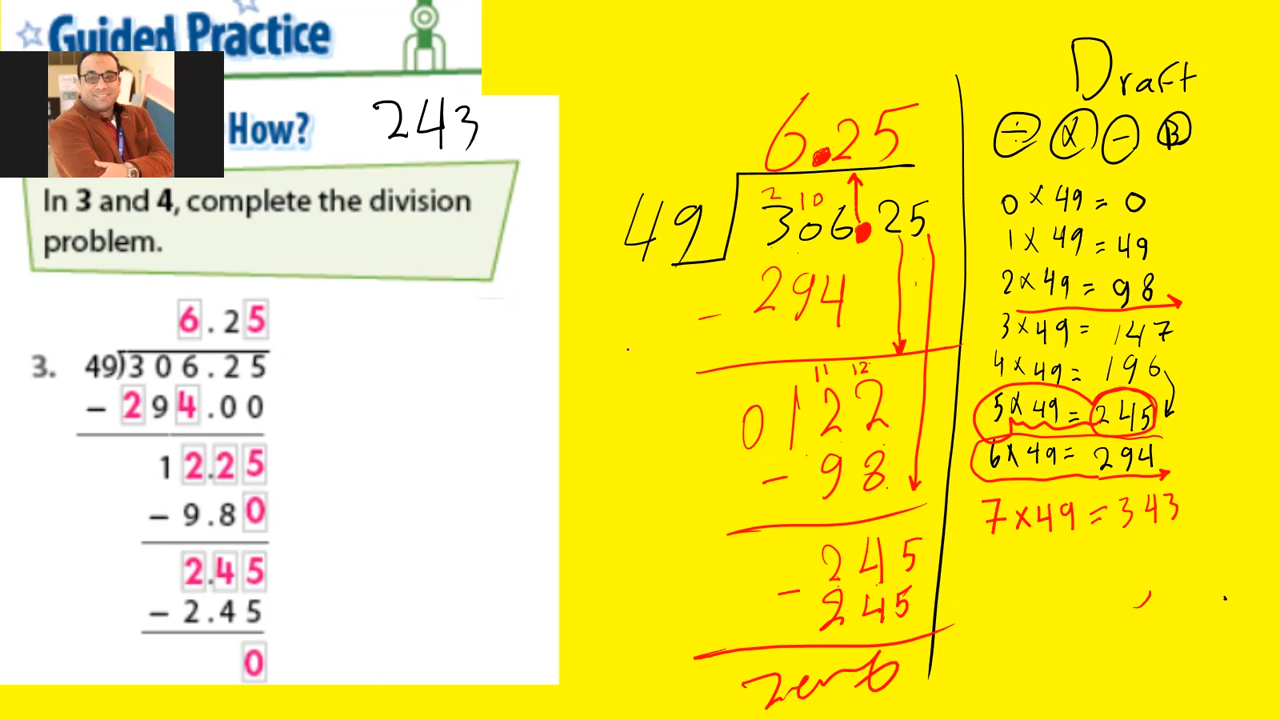 Guided Practice
How?
243
In 3 and 4, complete the division
problem.
6.25
3. 49)306.25
− 294.00
12.25
− 9.80
2.45
− 2.45
0
6.25
2 10
49 306.25
- 294
11 12
0122
- 98
245
- 245
zero
Draft
÷ × − B
0 × 49 = 0
1 × 49 = 49
2 × 49 = 98
3 × 49 = 147
4 × 49 = 196
5 × 49 = 245
6 × 49 = 294
7 × 49 = 343